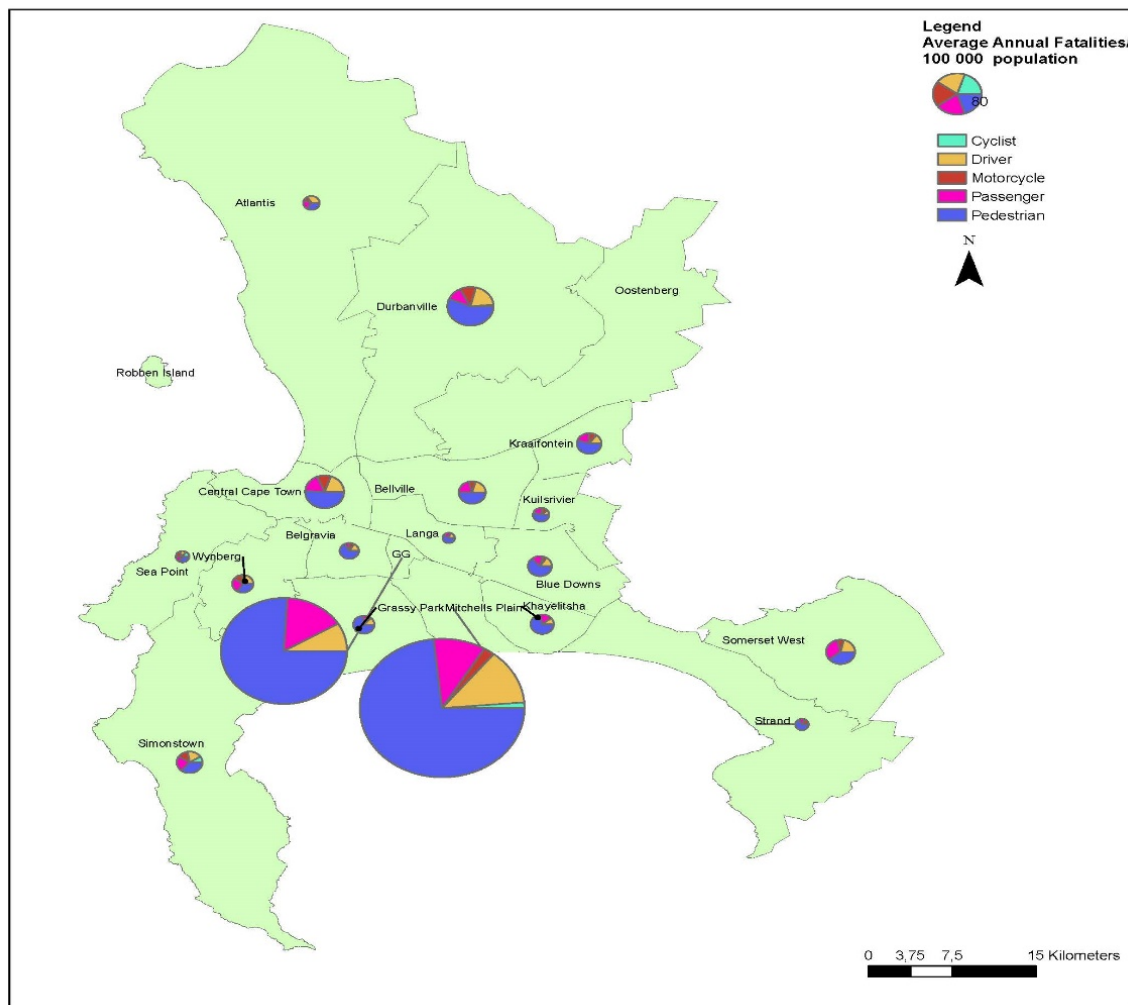 Legend
Average Annual Fatalities/
100 000 population
80
Cyclist
Driver
Motorcycle
Passenger
Pedestrian
N
Atlantis
Durbanville
Oostenberg
Robben Island
Kraaifontein
Central Cape Town
Bellville
Kuilsrivier
Belgravia
Langa
GG
Wynberg
Sea Point
Blue Downs
Grassy Park
Mitchells Plain
Khayelitsha
Somerset West
Strand
Simonstown
0 3,75 7,5 15 Kilometers